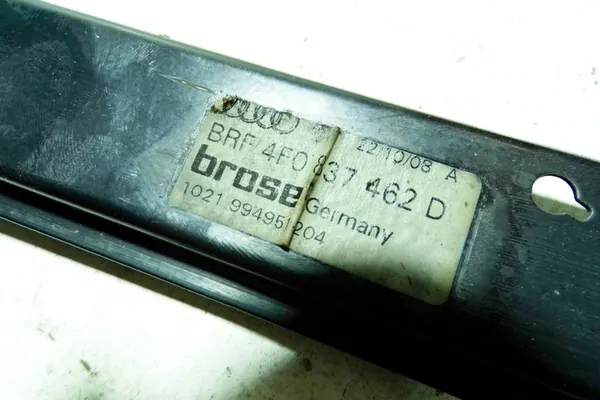 22/10/08 A
BRF 4F0 837 462 D
brose Germany
1021 994951204